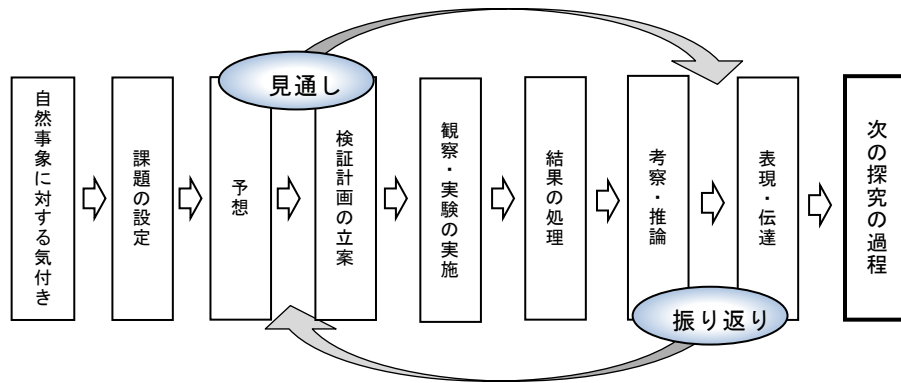 見通し
自然事象に対する気付き
課題の設定
予想
検証計画の立案
観察・実験の実施
結果の処理
考察・推論
表現・伝達
次の探究の過程
振り返り